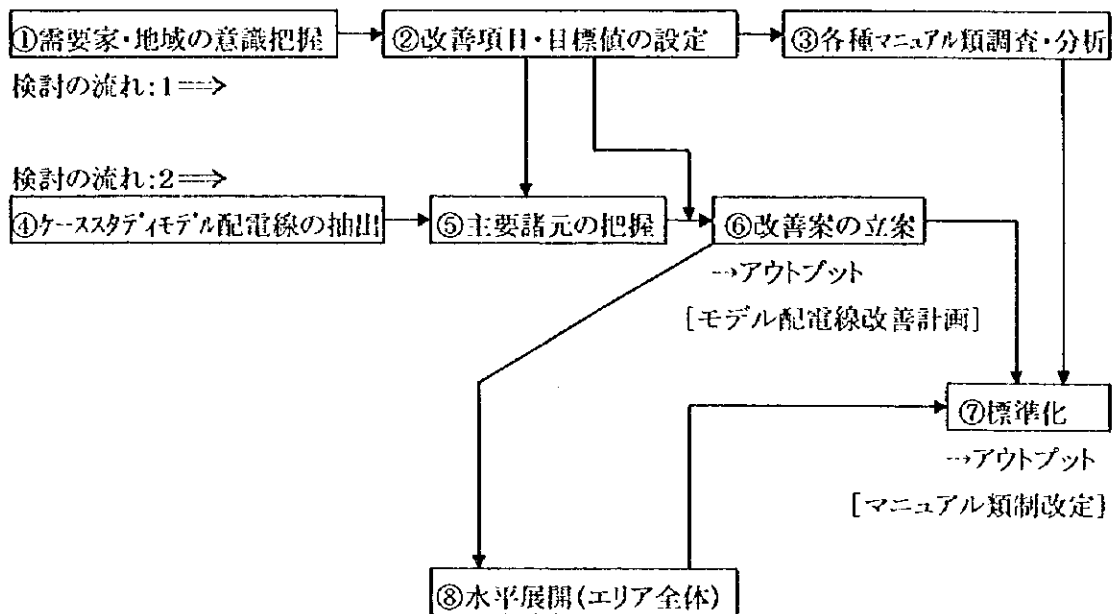 ①需要家・地域の意識把握
②改善項目・目標値の設定
③各種マニュアル類調査・分析
検討の流れ:1==>
検討の流れ:2==>
④ケーススタディモデル配電線の抽出
⑤主要諸元の把握
⑥改善案の立案
→アウトプット
[モデル配電線改善計画]
⑦標準化
→アウトプット
[マニュアル類制改定]
⑧水平展開(エリア全体)